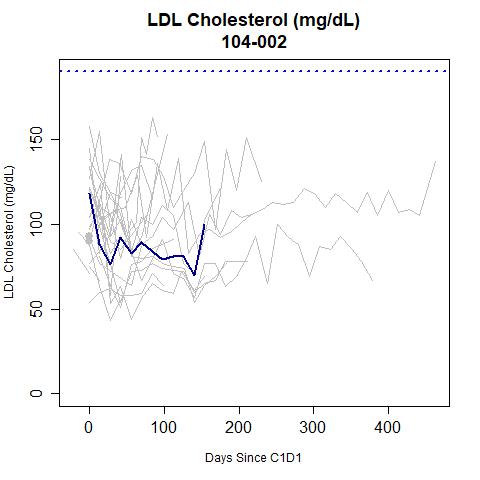 LDL Cholesterol (mg/dL)
104-002
LDL Cholesterol (mg/dL)
150
100
50
0
0 100 200 300 400
Days Since C1D1